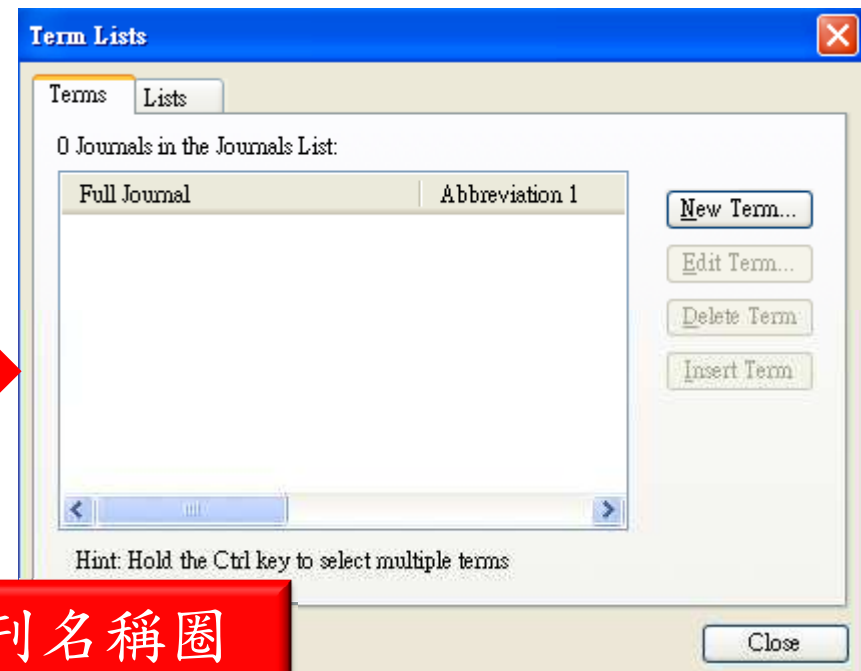 Term Lists
Terms Lists
0 Journals in the Journals List:
Full Journal Abbreviation 1
New Term...
Edit Term...
Delete Term
Insert Term
Hint: Hold the Ctrl key to select multiple terms
刊名稱圈
Close